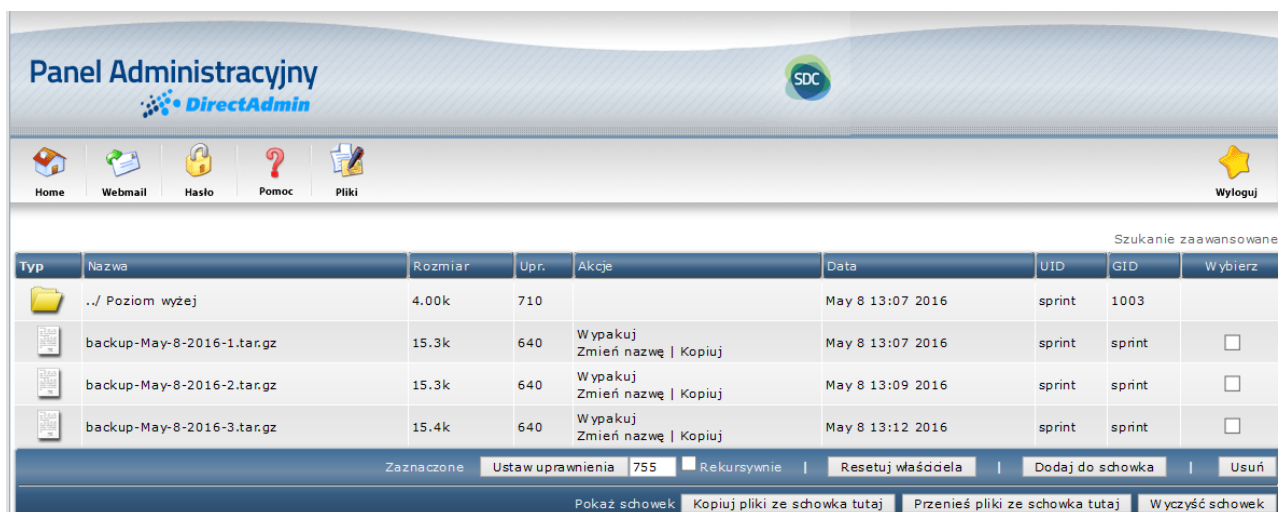 Panel Administracyjny
DirectAdmin
SDC
Home Webmail Hasło Pomoc Pliki Wyloguj
Szukanie zaawansowane
Typ Nazwa Rozmiar Upr. Akcje Data UID GID Wybierz
../ Poziom wyżej 4.00k 710 May 8 13:07 2016 sprint 1003
backup-May-8-2016-1.tar.gz 15.3k 640 Wypakuj May 8 13:07 2016 sprint sprint
Zmień nazwę | Kopiuj
backup-May-8-2016-2.tar.gz 15.3k 640 Wypakuj May 8 13:09 2016 sprint sprint
Zmień nazwę | Kopiuj
backup-May-8-2016-3.tar.gz 15.4k 640 Wypakuj May 8 13:12 2016 sprint sprint
Zmień nazwę | Kopiuj
Zaznaczone Ustaw uprawnienia 755 Rekursywnie | Resetuj właściciela | Dodaj do schowka | Usuń
Pokaż schowek Kopiuj pliki ze schowka tutaj Przenieś pliki ze schowka tutaj Wyczyść schowek